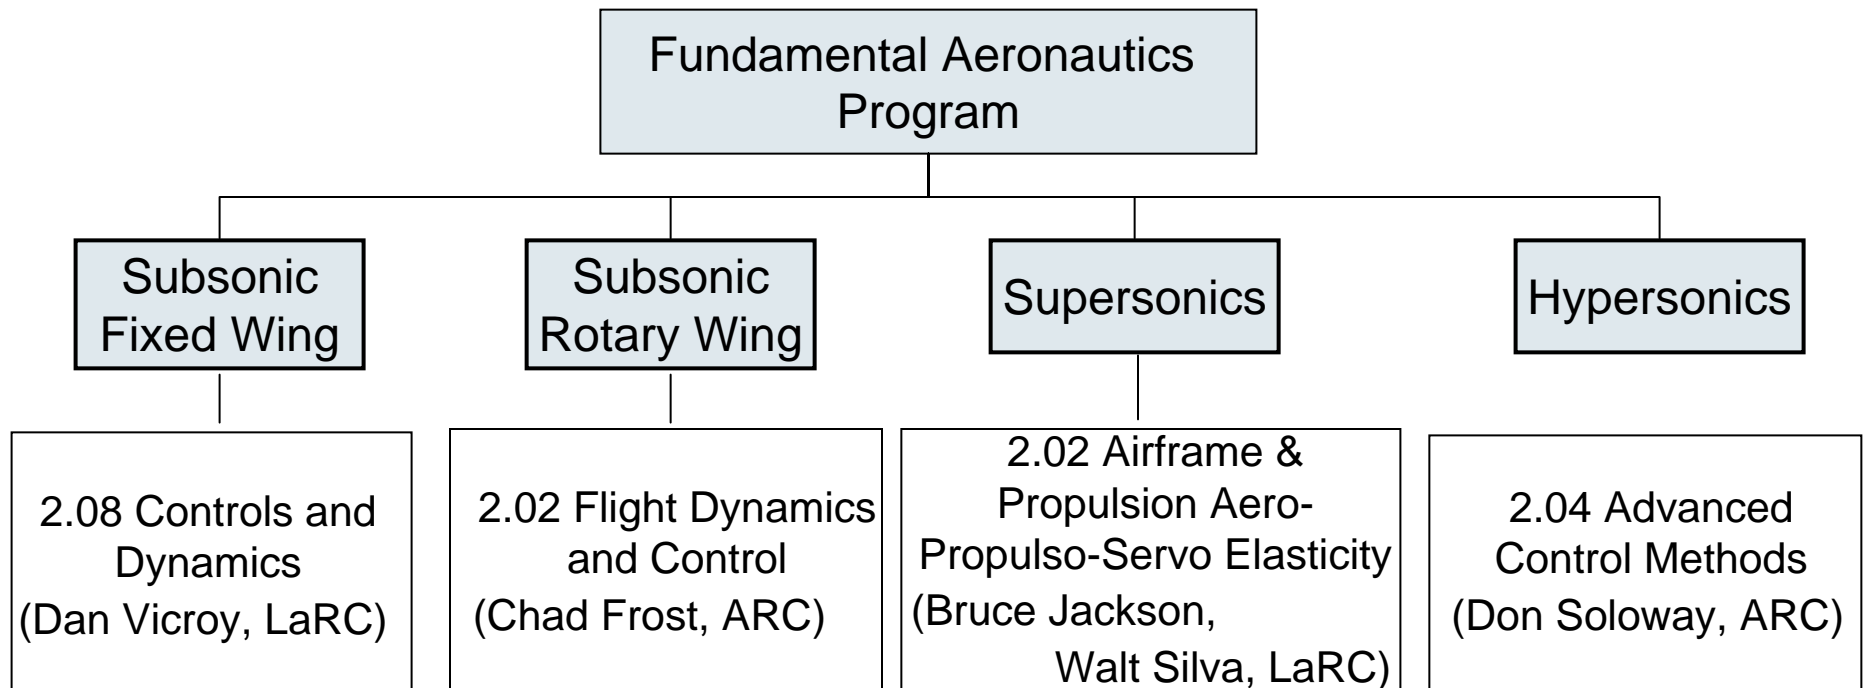 Fundamental Aeronautics
Program
Subsonic
Fixed Wing
Subsonic
Rotary Wing
Supersonics
Hypersonics
2.08 Controls and
Dynamics
(Dan Vicroy, LaRC)
2.02 Flight Dynamics
and Control
(Chad Frost, ARC)
2.02 Airframe &
Propulsion Aero-
Propulso-Servo Elasticity
(Bruce Jackson,
Walt Silva, LaRC)
2.04 Advanced
Control Methods
(Don Soloway, ARC)